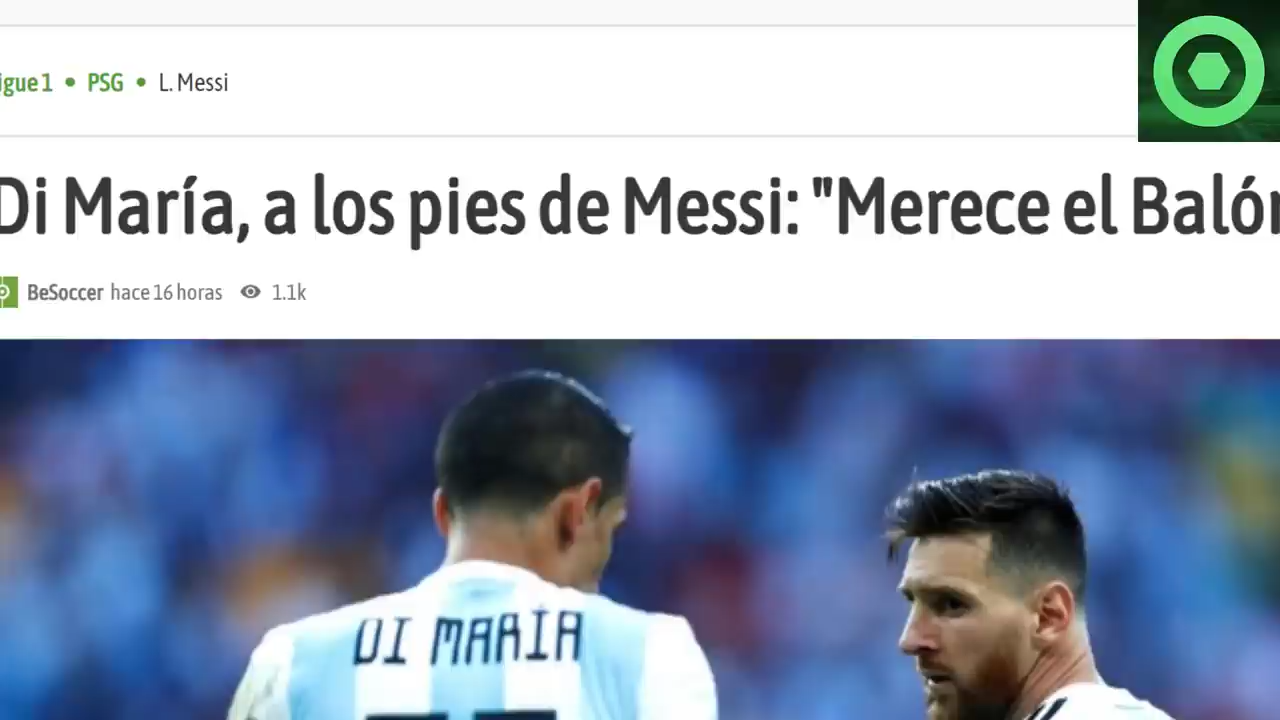 igue 1 • PSG • L. Messi
Di María, a los pies de Messi: "Merece el Balón
BeSoccer hace 16 horas 1.1k
DI MARÍA